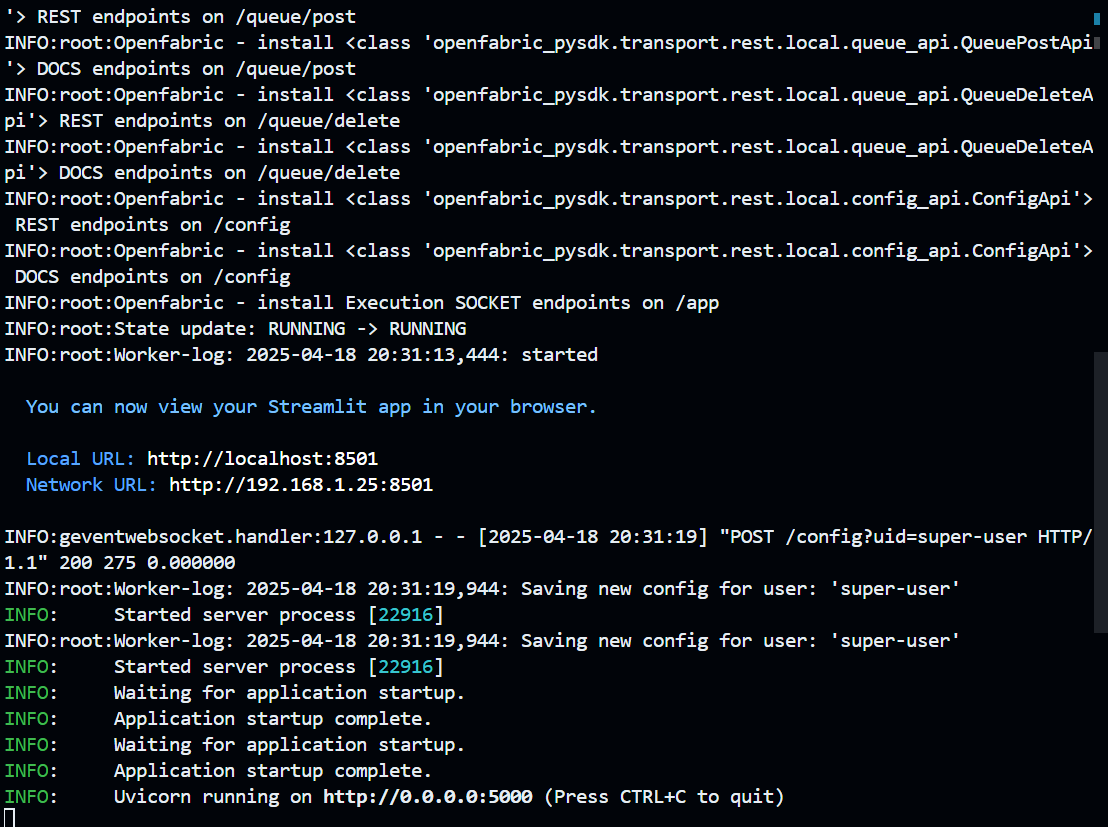 '> REST endpoints on /queue/post
INFO:root:Openfabric - install <class 'openfabric_pysdk.transport.rest.local.queue_api.QueuePostApi
'> DOCS endpoints on /queue/post
INFO:root:Openfabric - install <class 'openfabric_pysdk.transport.rest.local.queue_api.QueueDeleteA
pi'> REST endpoints on /queue/delete
INFO:root:Openfabric - install <class 'openfabric_pysdk.transport.rest.local.queue_api.QueueDeleteA
pi'> DOCS endpoints on /queue/delete
INFO:root:Openfabric - install <class 'openfabric_pysdk.transport.rest.local.config_api.ConfigApi'>
 REST endpoints on /config
INFO:root:Openfabric - install <class 'openfabric_pysdk.transport.rest.local.config_api.ConfigApi'>
 DOCS endpoints on /config
INFO:root:Openfabric - install Execution SOCKET endpoints on /app
INFO:root:State update: RUNNING -> RUNNING
INFO:root:Worker-log: 2025-04-18 20:31:13,444: started
  You can now view your Streamlit app in your browser.
  Local URL: http://localhost:8501
  Network URL: http://192.168.1.25:8501
INFO:geventwebsocket.handler:127.0.0.1 - - [2025-04-18 20:31:19] "POST /config?uid=super-user HTTP/
1.1" 200 275 0.000000
INFO:root:Worker-log: 2025-04-18 20:31:19,944: Saving new config for user: 'super-user'
INFO:     Started server process [22916]
INFO:root:Worker-log: 2025-04-18 20:31:19,944: Saving new config for user: 'super-user'
INFO:     Started server process [22916]
INFO:     Waiting for application startup.
INFO:     Application startup complete.
INFO:     Waiting for application startup.
INFO:     Application startup complete.
INFO:     Uvicorn running on http://0.0.0.0:5000 (Press CTRL+C to quit)